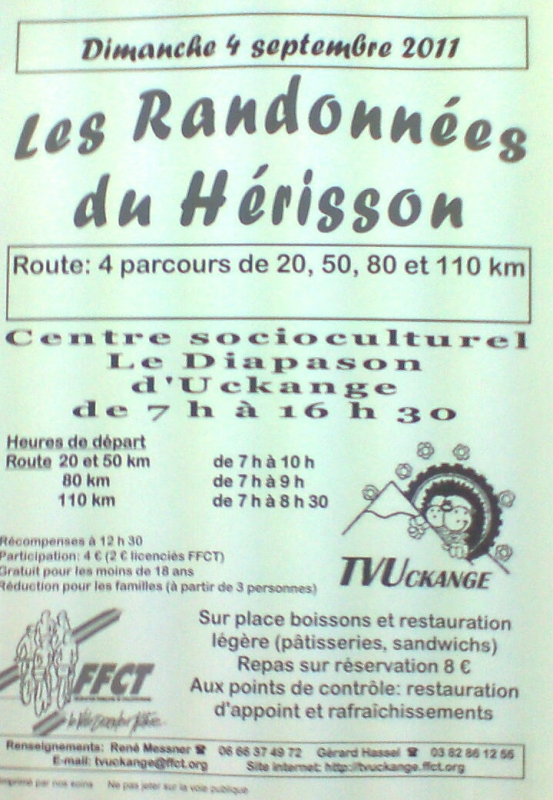 Dimanche 4 septembre 2011
Les Randonnées
du Hérisson
Route: 4 parcours de 20, 50, 80 et 110 km
Centre socioculturel
Le Diapason
d'Uckange
de 7 h à 16 h 30
Heures de départ
Route 20 et 50 km de 7 h à 10 h
80 km de 7 h à 9 h
110 km de 7 h à 8 h 30
Récompenses à 12 h 30
Participation: 4 € (2 € licenciés FFCT)
Gratuit pour les moins de 18 ans
Réduction pour les familles (à partir de 3 personnes)
TVUCKANGE
FFCT
Sur place boissons et restauration
légère (pâtisseries, sandwichs)
Repas sur réservation 8 €
Aux points de contrôle: restauration
d'appoint et rafraîchissements
Renseignements: René Messner ☎ 06 66 37 49 72 Gérard Hassel ☎ 03 82 86 12 56
E-mail: tvuckange@ffct.org Site Internet: http://tvuckange.ffct.org
Imprimé par nos soins Ne pas jeter sur la voie publique